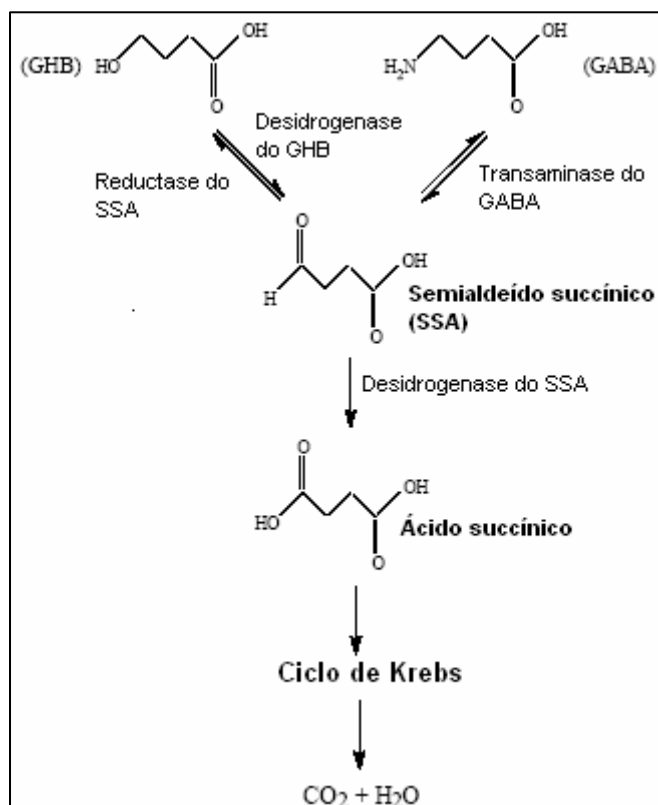 (GHB) HO OH O
H₂N OH O (GABA)
Desidrogenase
do GHB
Reductase do
SSA
Transaminase do
GABA
O H OH O
Semialdeído succínico
(SSA)
Desidrogenase do SSA
O HO OH O
Ácido succínico
Ciclo de Krebs
CO₂ + H₂O